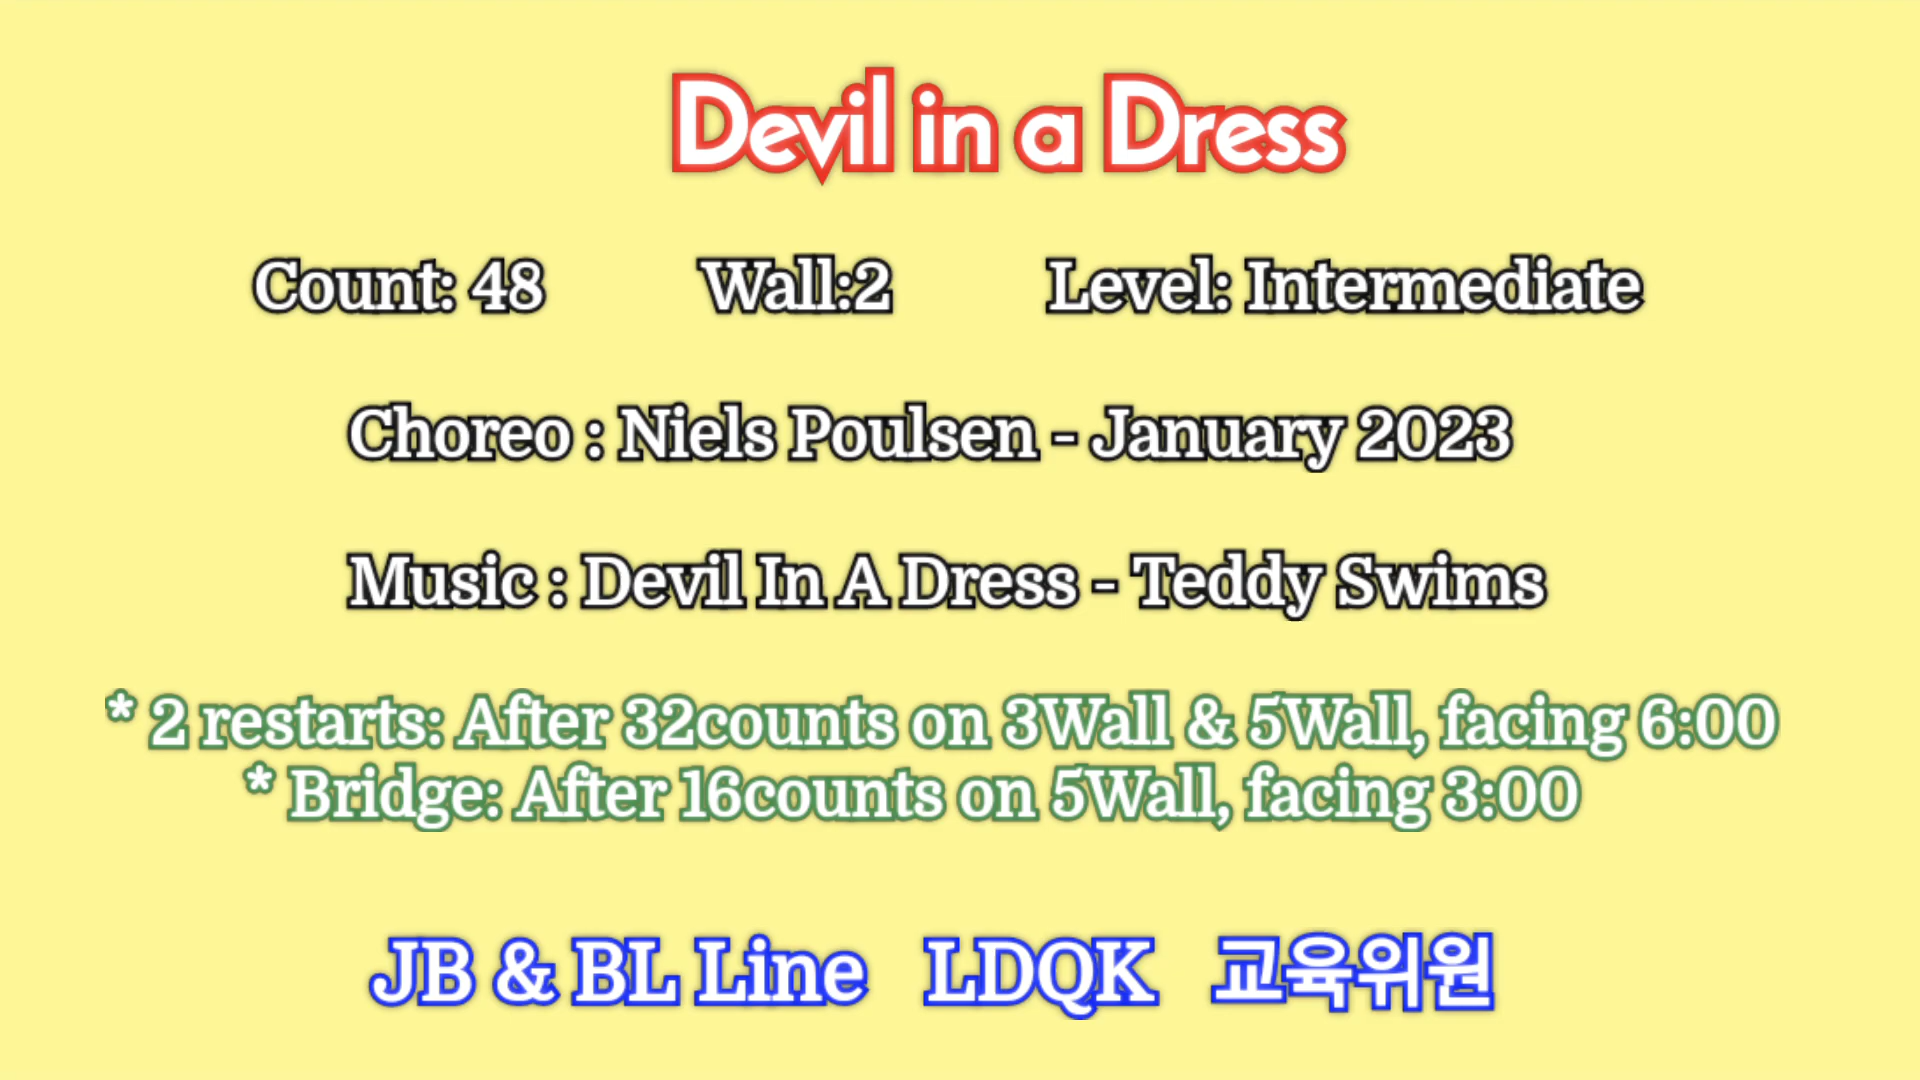 Devil in a Dress
Count: 48 Wall:2 Level: Intermediate
Choreo : Niels Poulsen - January 2023
Music : Devil In A Dress - Teddy Swims
* 2 restarts: After 32counts on 3Wall & 5Wall, facing 6:00
* Bridge: After 16counts on 5Wall, facing 3:00
JB & BL Line LDQK 교육위원